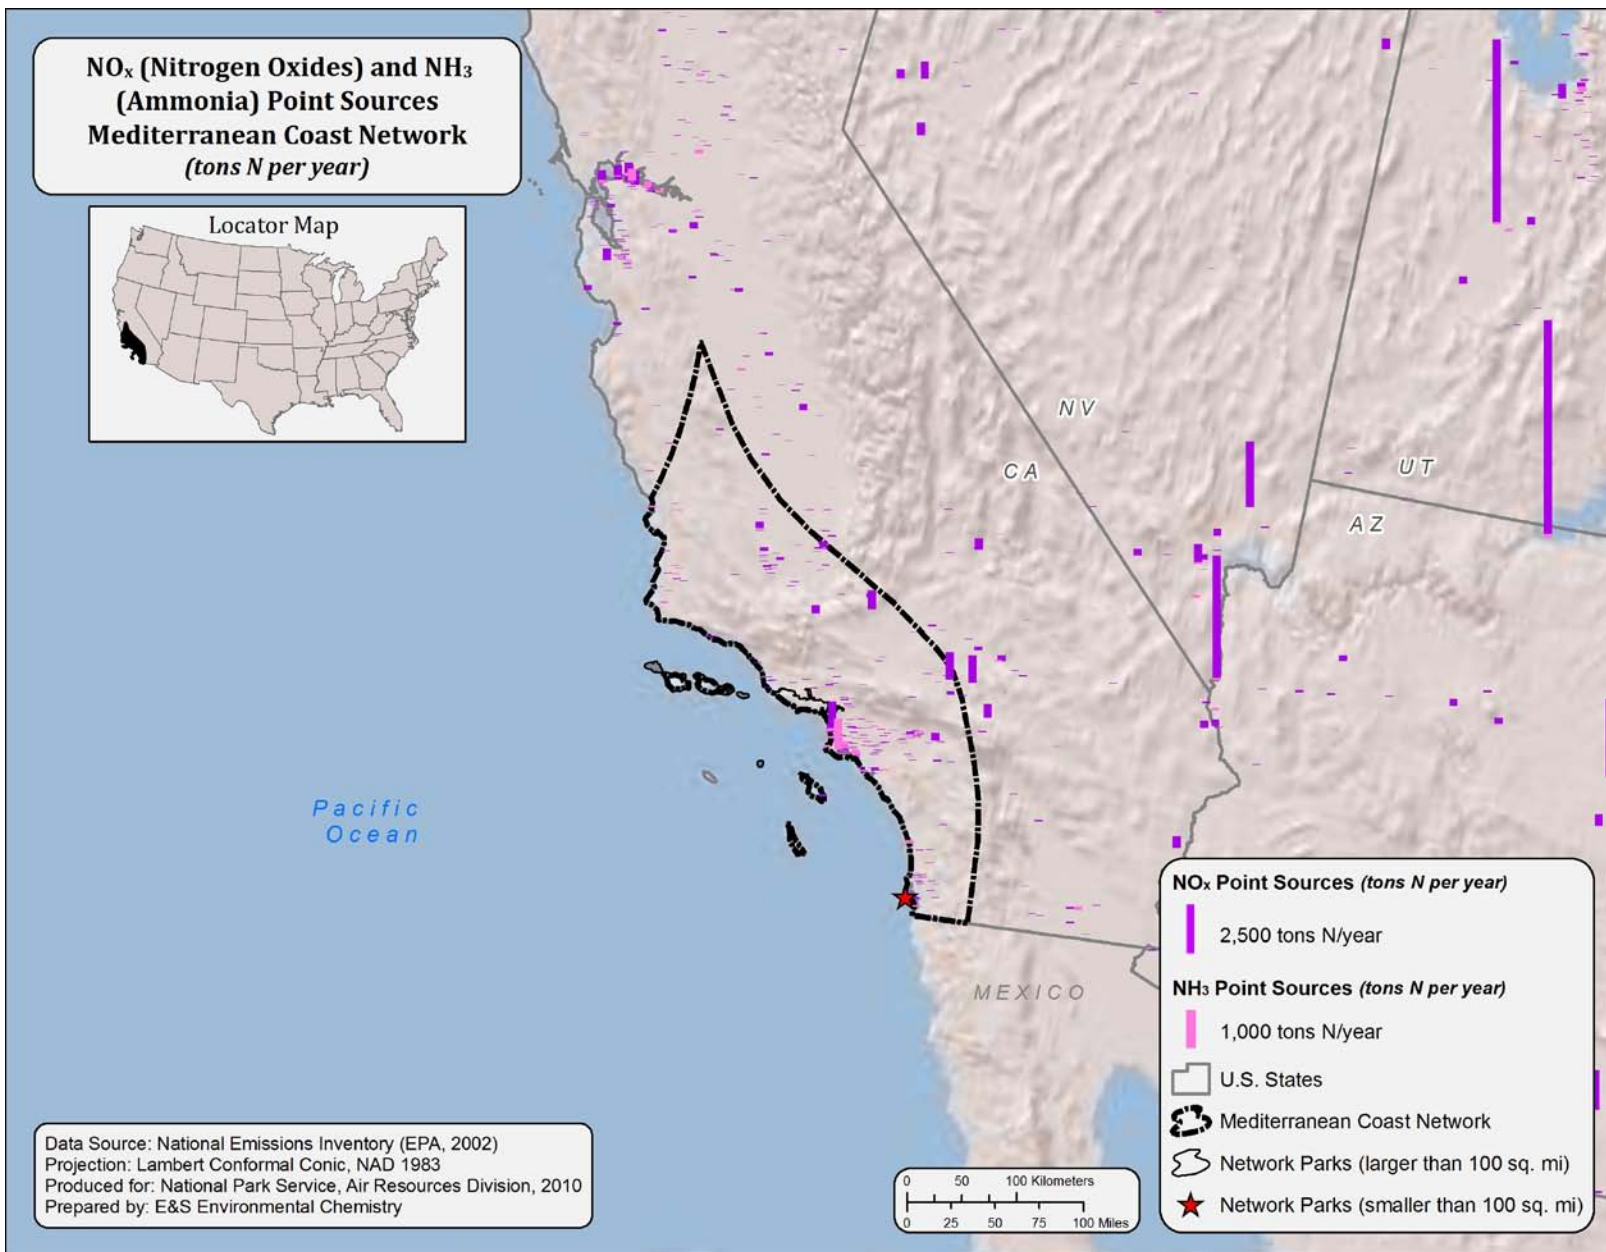 NOₓ (Nitrogen Oxides) and NH₃
(Ammonia) Point Sources
Mediterranean Coast Network
(tons N per year)
Locator Map
NV
CA
UT
AZ
Pacific
Ocean
MEXICO
NOₓ Point Sources (tons N per year)
2,500 tons N/year
NH₃ Point Sources (tons N per year)
1,000 tons N/year
U.S. States
Mediterranean Coast Network
Network Parks (larger than 100 sq. mi)
Network Parks (smaller than 100 sq. mi)
Data Source: National Emissions Inventory (EPA, 2002)
Projection: Lambert Conformal Conic, NAD 1983
Produced for: National Park Service, Air Resources Division, 2010
Prepared by: E&S Environmental Chemistry
0 50 100 Kilometers
0 25 50 75 100 Miles